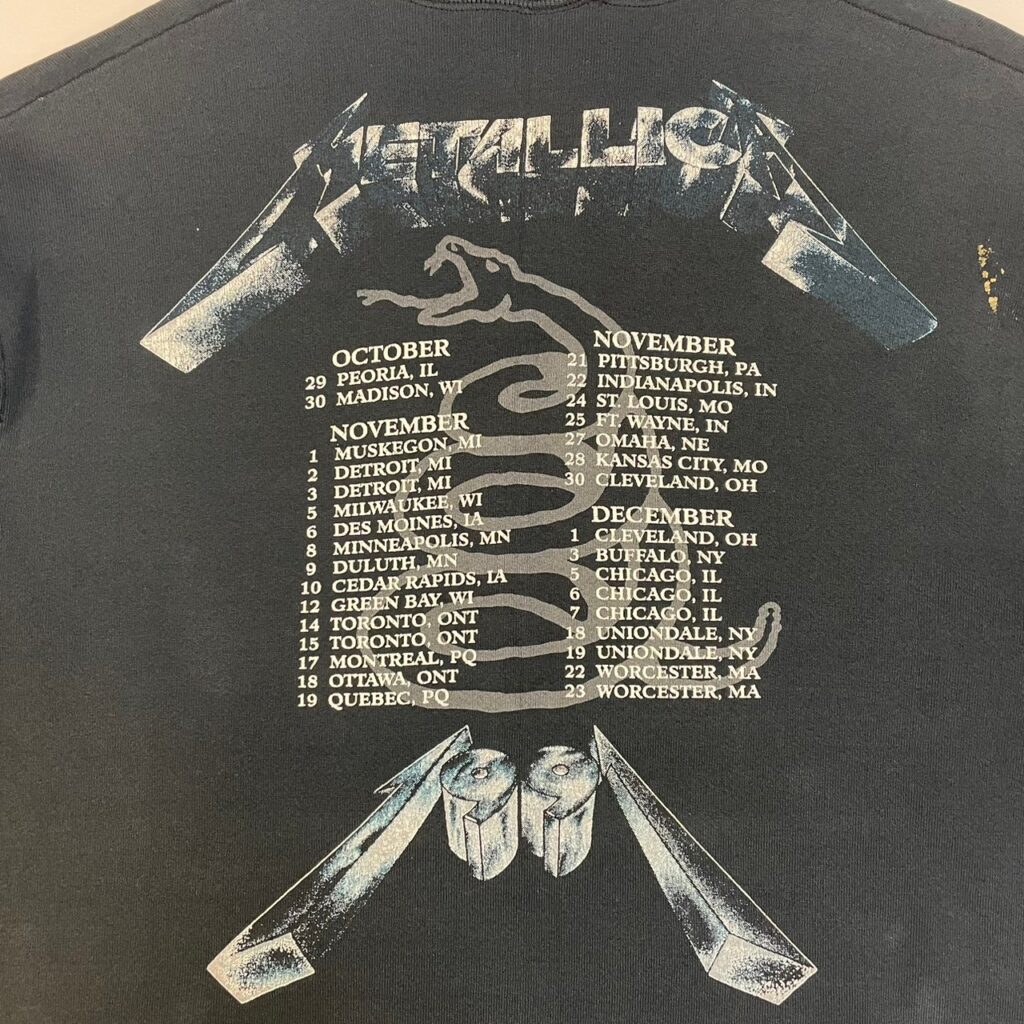 METALLICA
OCTOBER
29 PEORIA, IL
30 MADISON, WI
NOVEMBER
1 MUSKEGON, MI
2 DETROIT, MI
3 DETROIT, MI
5 MILWAUKEE, WI
6 DES MOINES, IA
8 MINNEAPOLIS, MN
9 DULUTH, MN
10 CEDAR RAPIDS, IA
12 GREEN BAY, WI
14 TORONTO, ONT
15 TORONTO, ONT
17 MONTREAL, PQ
18 OTTAWA, ONT
19 QUEBEC, PQ
NOVEMBER
21 PITTSBURGH, PA
22 INDIANAPOLIS, IN
24 ST. LOUIS, MO
25 FT. WAYNE, IN
27 OMAHA, NE
28 KANSAS CITY, MO
30 CLEVELAND, OH
DECEMBER
1 CLEVELAND, OH
3 BUFFALO, NY
5 CHICAGO, IL
6 CHICAGO, IL
7 CHICAGO, IL
18 UNIONDALE, NY
19 UNIONDALE, NY
22 WORCESTER, MA
23 WORCESTER, MA